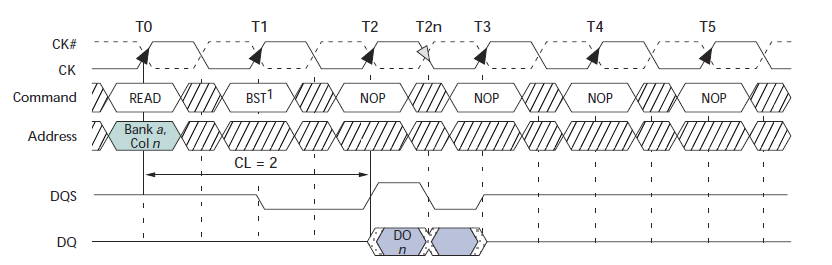 T0 T1 T2 T2n T3 T4 T5
CK#
CK
Command READ BST1 NOP NOP NOP NOP
Address Bank a,
Col n
CL = 2
DQS
DQ DO
n